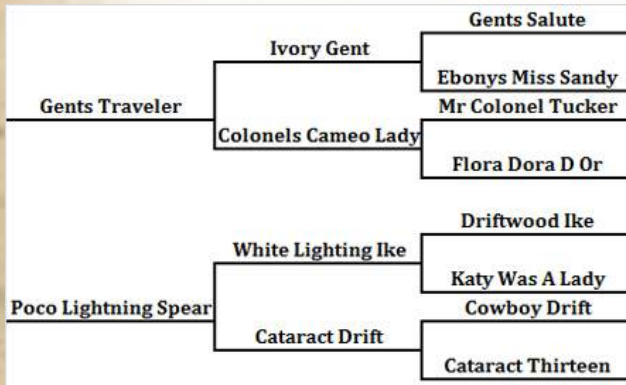 Gents Salute
Ivory Gent
Ebonys Miss Sandy
Gents Traveler
Mr Colonel Tucker
Colonels Cameo Lady
Flora Dora D Or
Driftwood Ike
White Lighting Ike
Katy Was A Lady
Poco Lightning Spear
Cowboy Drift
Cataract Drift
Cataract Thirteen